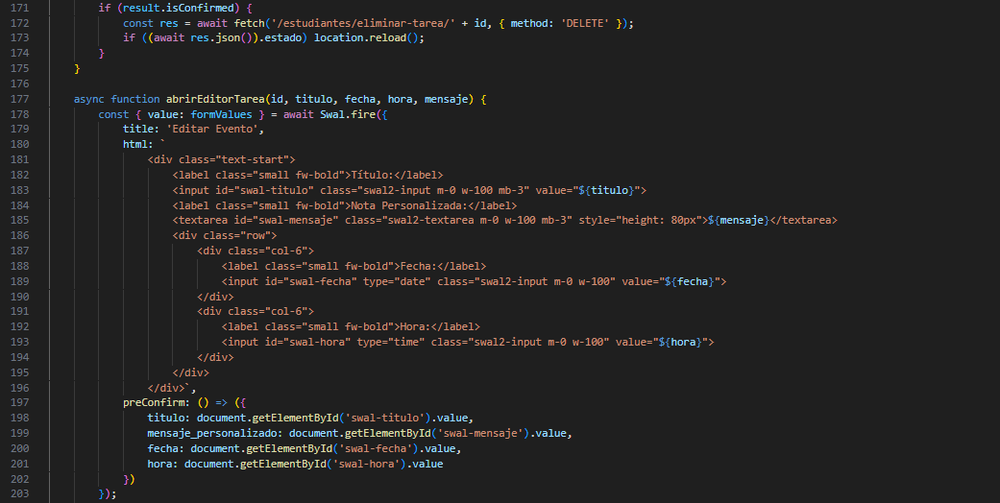 171 if (result.isConfirmed) {
172 const res = await fetch('/estudiantes/eliminar-tarea/' + id, { method: 'DELETE' });
173 if ((await res.json()).estado) location.reload();
174 }
175 }
176
177 async function abrirEditorTarea(id, titulo, fecha, hora, mensaje) {
178 const { value: formValues } = await Swal.fire({
179 title: 'Editar Evento',
180 html: `
181 <div class="text-start">
182 <label class="small fw-bold">Título:</label>
183 <input id="swal-titulo" class="swal2-input m-0 w-100 mb-3" value="${titulo}">
184 <label class="small fw-bold">Nota Personalizada:</label>
185 <textarea id="swal-mensaje" class="swal2-textarea m-0 w-100 mb-3" style="height: 80px">${mensaje}</textarea>
186 <div class="row">
187 <div class="col-6">
188 <label class="small fw-bold">Fecha:</label>
189 <input id="swal-fecha" type="date" class="swal2-input m-0 w-100" value="${fecha}">
190 </div>
191 <div class="col-6">
192 <label class="small fw-bold">Hora:</label>
193 <input id="swal-hora" type="time" class="swal2-input m-0 w-100" value="${hora}">
194 </div>
195 </div>
196 </div>`,
197 preConfirm: () => ({
198 titulo: document.getElementById('swal-titulo').value,
199 mensaje_personalizado: document.getElementById('swal-mensaje').value,
200 fecha: document.getElementById('swal-fecha').value,
201 hora: document.getElementById('swal-hora').value
202 })
203 });